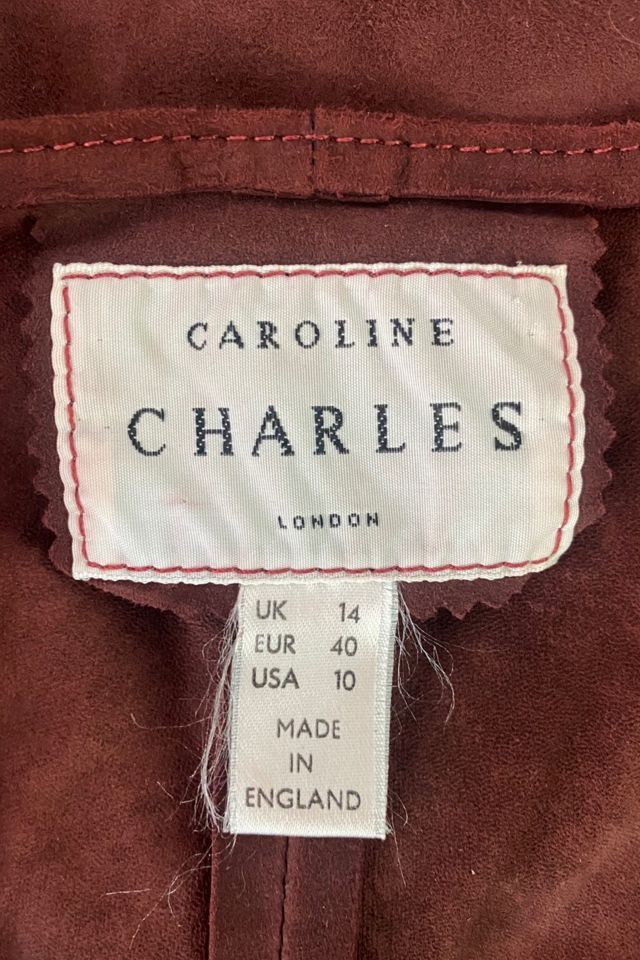 CAROLINE
CHARLES
LONDON
UK 14
EUR 40
USA 10
MADE
IN
ENGLAND